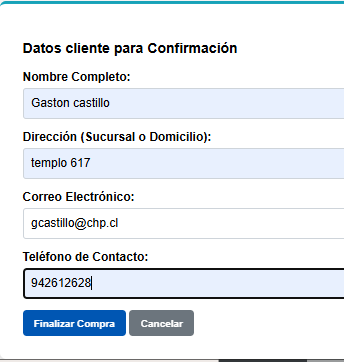 Datos cliente para Confirmación
Nombre Completo:
Gaston castillo
Dirección (Sucursal o Domicilio):
templo 617
Correo Electrónico:
gcastillo@chp.cl
Teléfono de Contacto:
942612628
Finalizar Compra Cancelar